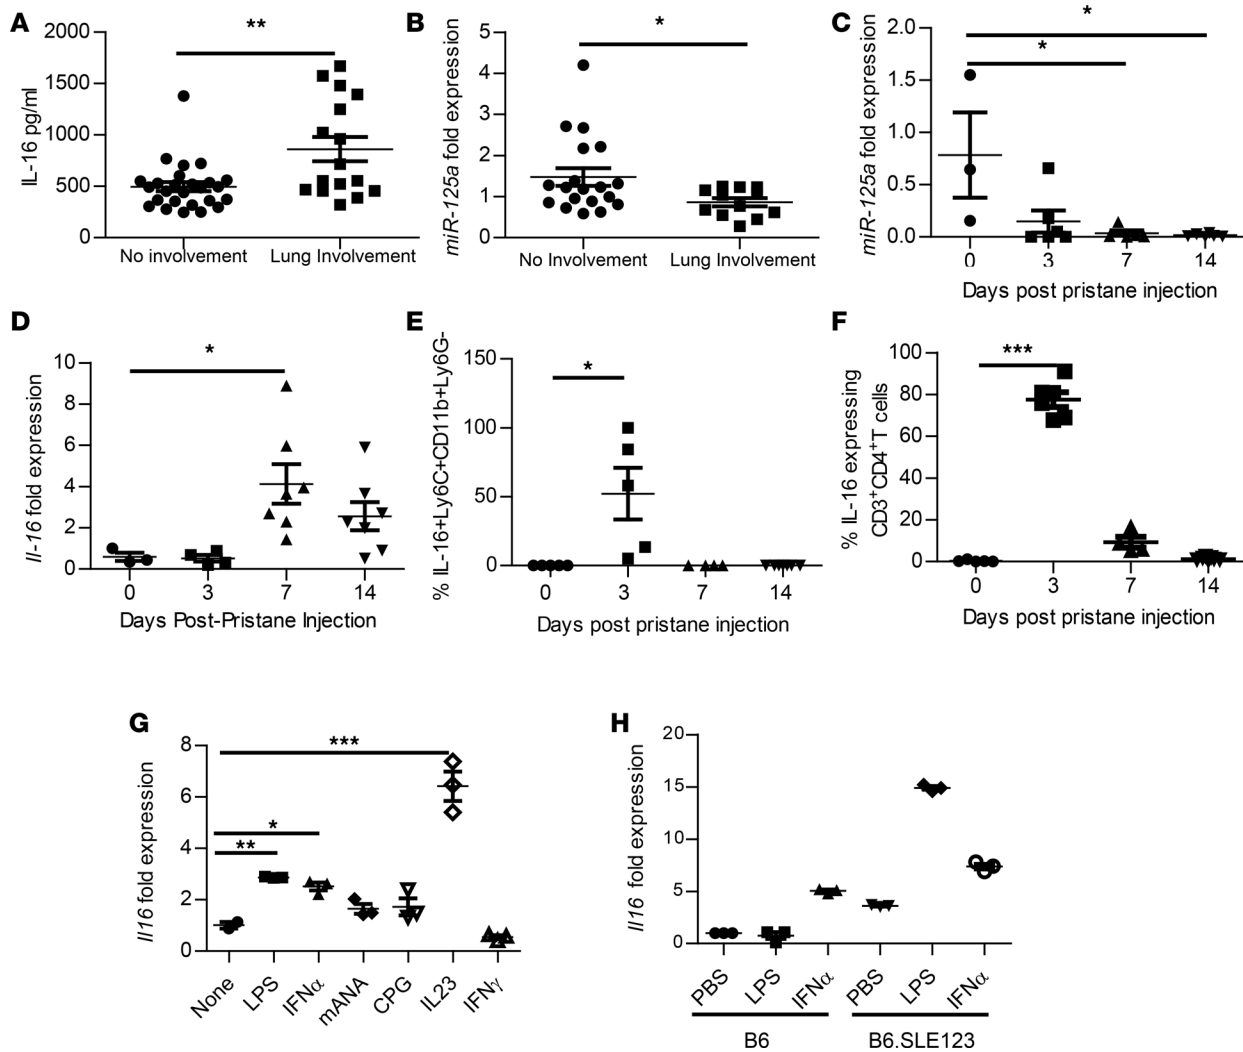 A
**
2000
1500
1000
500
0
IL-16 pg/ml
No involvement
Lung Involvement
B
*
5
4
3
2
1
0
miR-125a fold expression
No Involvement
Lung Involvement
C
*
*
2.0
1.5
1.0
0.5
0.0
miR-125a fold expression
0 3 7 14
Days post pristane injection
D
*
10
8
6
4
2
0
Il-16 fold expression
0 3 7 14
Days Post-Pristane Injection
E
*
150
100
50
0
% IL-16+Ly6C+CD11b+Ly6G-
0 3 7 14
Days post pristane injection
F
***
100
80
60
40
20
0
% IL-16 expressing
CD3+CD4+T cells
0 3 7 14
Days post pristane injection
G
***
*
**
8
6
4
2
0
Il16 fold expression
None LPS IFNα mANA CPG IL23 IFNγ
H
20
15
10
5
0
Il16 fold expression
PBS LPS IFNα PBS LPS IFNα
B6 B6.SLE123